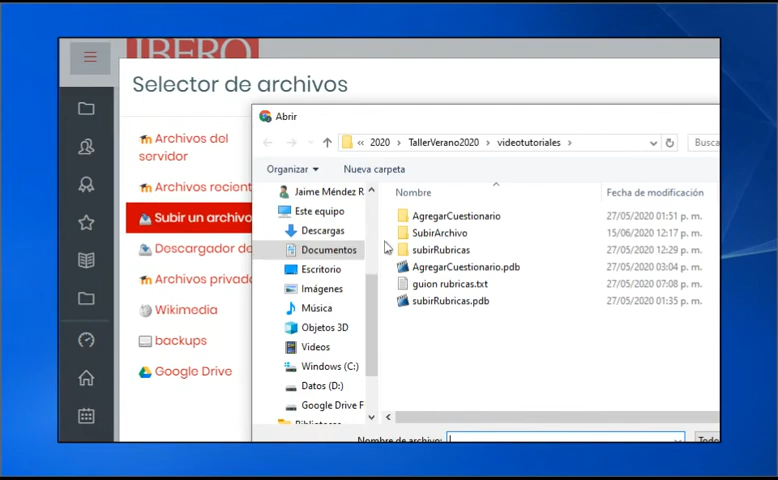 IBERO
Selector de archivos
Archivos del
servidor
Archivos recient
Subir un archivo
Descargador de
Archivos privado
Wikimedia
backups
Google Drive
Abrir
« 2020 > TallerVerano2020 > videotutoriales >
Busca
Organizar
Nueva carpeta
Jaime Méndez R
Este equipo
Descargas
Documentos
Escritorio
Imágenes
Música
Objetos 3D
Videos
Windows (C:)
Datos (D:)
Google Drive F
Bibliotecas
Nombre
Fecha de modificación
AgregarCuestionario 27/05/2020 01:51 p. m.
SubirArchivo 15/06/2020 12:17 p. m.
subirRubricas 27/05/2020 12:29 p. m.
AgregarCuestionario.pdb 27/05/2020 03:04 p. m.
guion rubricas.txt 27/05/2020 07:08 p. m.
subirRubricas.pdb 27/05/2020 01:35 p. m.
Nombre de archivo:
Todo